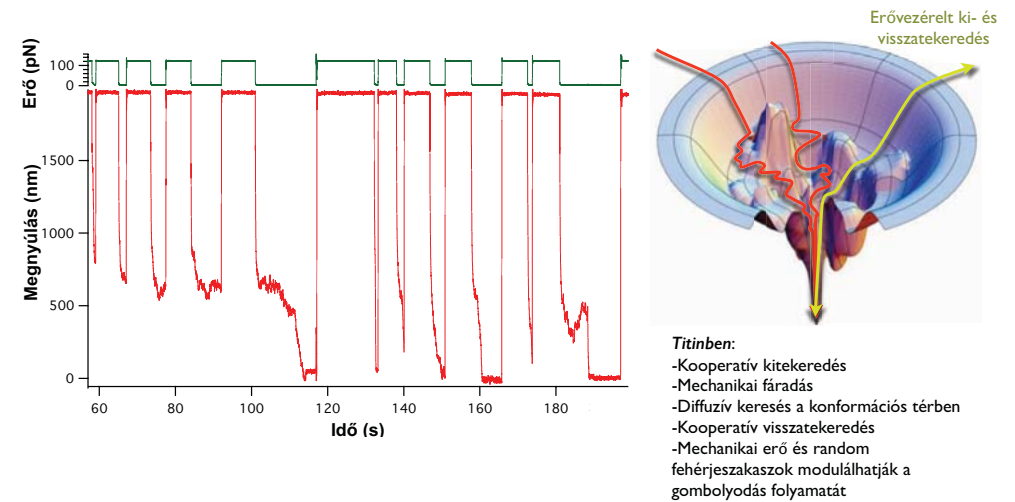 Erő (pN)
100
0
Megnyúlás (nm)
1500
1000
500
0
60 80 100 120 140 160 180
Idő (s)
Erővezérelt ki- és
visszatekeredés
Titinben:
-Kooperatív kitekeredés
-Mechanikai fáradás
-Diffuzív keresés a konformációs térben
-Kooperatív visszatekeredés
-Mechanikai erő és random
fehérjeszakaszok modulálhatják a
gombolyodás folyamatát